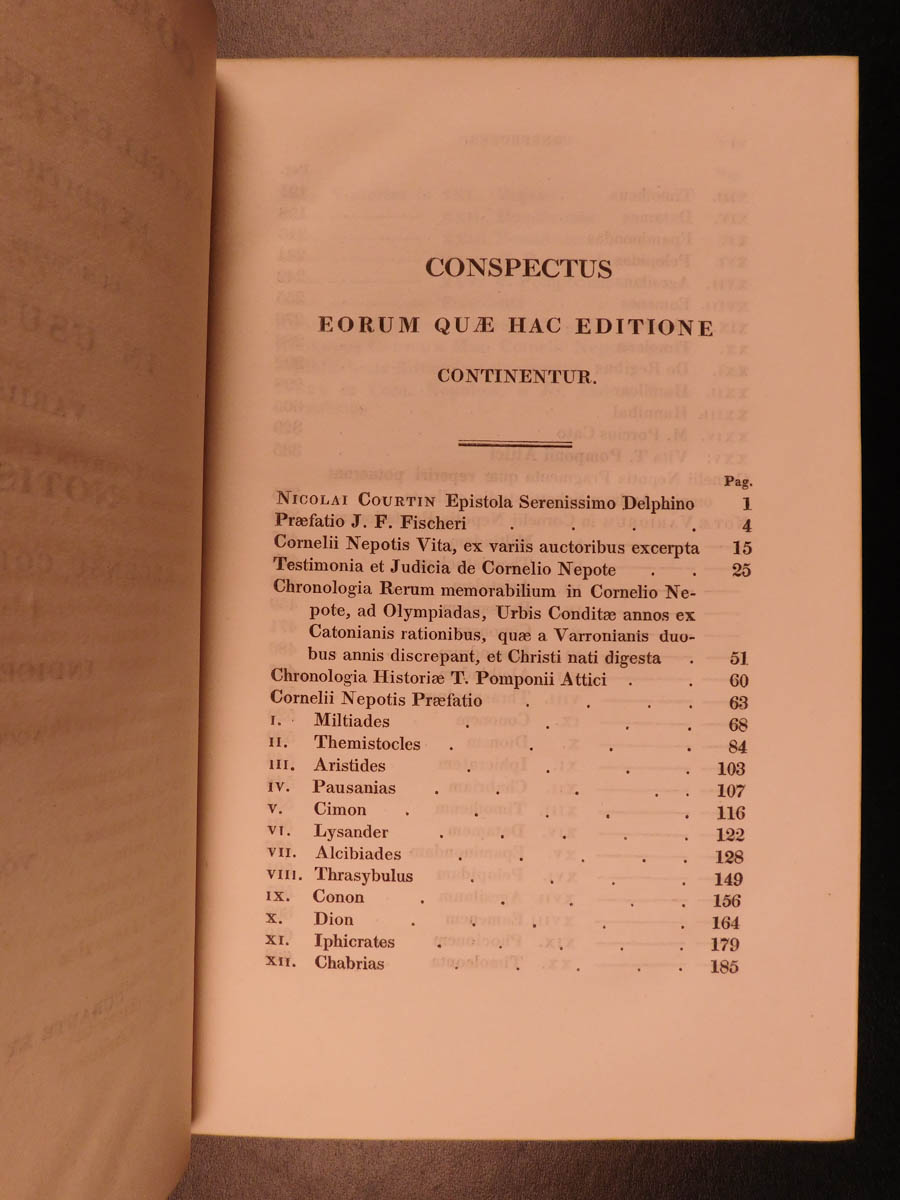 CONSPECTUS
EORUM QUÆ HAC EDITIONE
CONTINENTUR.
Pag.
NICOLAI COURTIN Epistola Serenissimo Delphino 1
Præfatio J. F. Fischeri . . . . 4
Cornelii Nepotis Vita, ex variis auctoribus excerpta 15
Testimonia et Judicia de Cornelio Nepote . . 25
Chronologia Rerum memorabilium in Cornelio Ne-
pote, ad Olympiadas, Urbis Conditæ annos ex
Catonianis rationibus, quæ a Varronianis duo-
bus annis discrepant, et Christi nati digesta . 51
Chronologia Historiæ T. Pomponii Attici . . 60
Cornelii Nepotis Præfatio . . . . 63
I. Miltiades . . . . 68
II. Themistocles . . . . 84
III. Aristides . . . . 103
IV. Pausanias . . . . 107
V. Cimon . . . . . 116
VI. Lysander . . . . 122
VII. Alcibiades . . . . 128
VIII. Thrasybulus . . . . 149
IX. Conon . . . . . 156
X. Dion . . . . . 164
XI. Iphicrates . . . . . 179
XII. Chabrias . . . . . 185